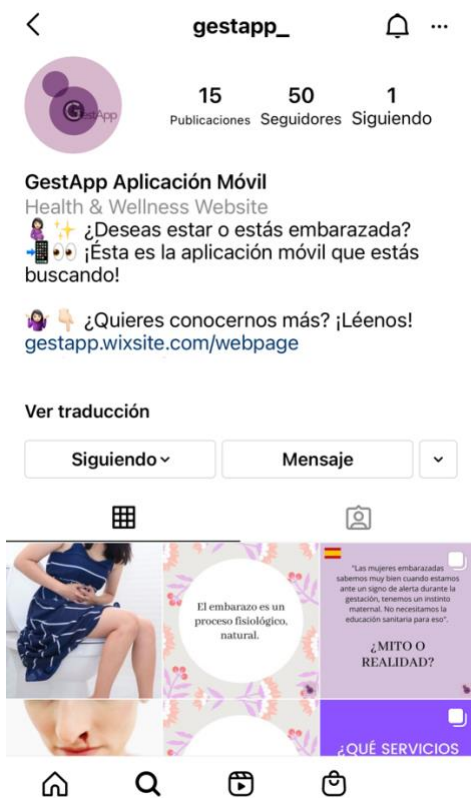 gestapp_
GestApp
15 50 1
Publicaciones Seguidores Siguiendo
GestApp Aplicación Móvil
Health & Wellness Website
¿Deseas estar o estás embarazada?
¡Ésta es la aplicación móvil que estás
buscando!
¿Quieres conocernos más? ¡Léenos!
gestapp.wixsite.com/webpage
Ver traducción
Siguiendo Mensaje
El embarazo es un
proceso fisiológico,
natural.
"Las mujeres embarazadas
sabemos muy bien cuando estamos
ante un signo de alerta durante la
gestación, tenemos un instinto
maternal. No necesitamos la
educación sanitaria para eso".
¿MITO O
REALIDAD?
¿QUÉ SERVICIOS